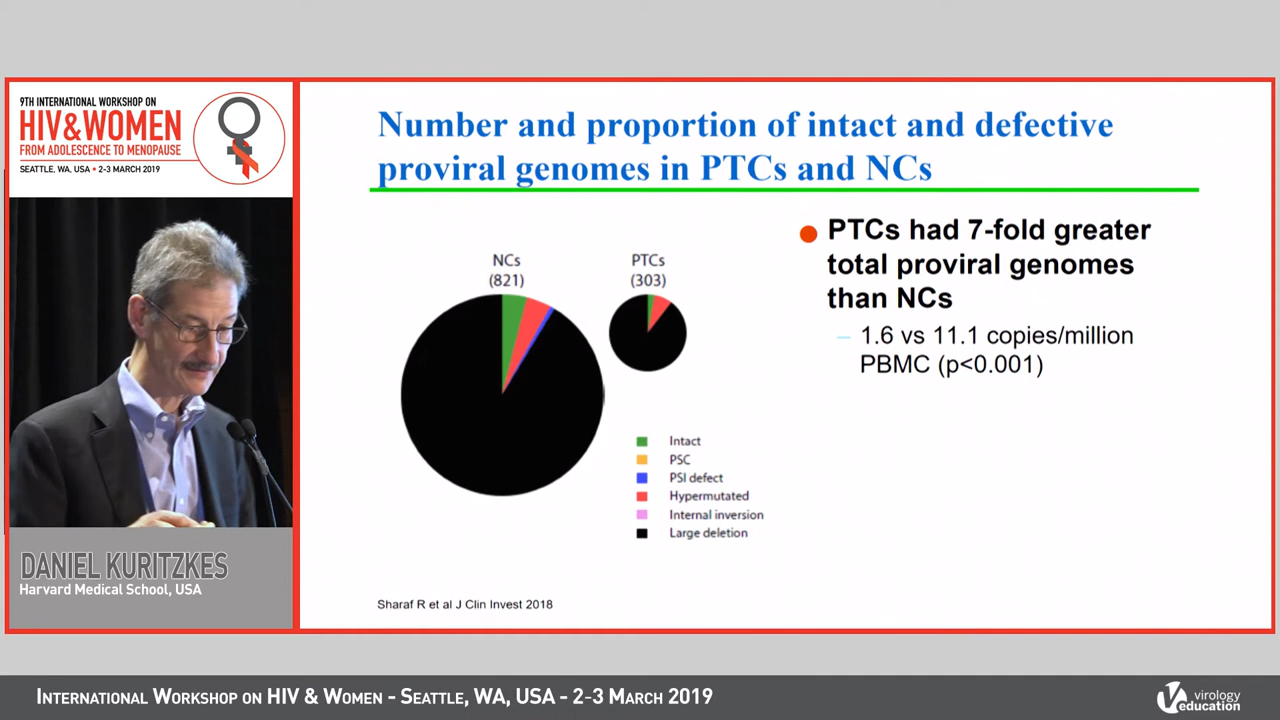 9TH INTERNATIONAL WORKSHOP ON
HIV&WOMEN
FROM ADOLESCENCE TO MENOPAUSE
SEATTLE, WA, USA • 2-3 MARCH 2019
Number and proportion of intact and defective
proviral genomes in PTCs and NCs
NCs
(821)
PTCs
(303)
Intact
PSC
PSI defect
Hypermutated
Internal inversion
Large deletion
PTCs had 7-fold greater
total proviral genomes
than NCs
– 1.6 vs 11.1 copies/million
PBMC (p<0.001)
Sharaf R et al J Clin Invest 2018
DANIEL KURITZKES
Harvard Medical School, USA
INTERNATIONAL WORKSHOP ON HIV & WOMEN - SEATTLE, WA, USA - 2-3 MARCH 2019
virology
education